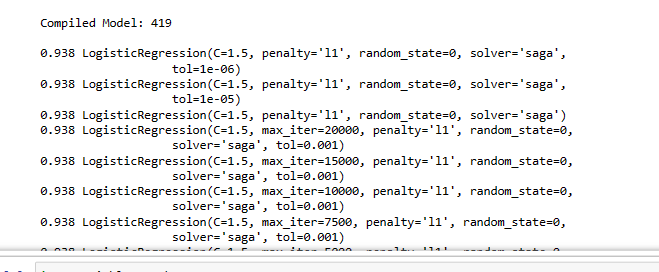 Compiled Model: 419
0.938 LogisticRegression(C=1.5, penalty='l1', random_state=0, solver='saga',
tol=1e-06)
0.938 LogisticRegression(C=1.5, penalty='l1', random_state=0, solver='saga',
tol=1e-05)
0.938 LogisticRegression(C=1.5, penalty='l1', random_state=0, solver='saga')
0.938 LogisticRegression(C=1.5, max_iter=20000, penalty='l1', random_state=0,
solver='saga', tol=0.001)
0.938 LogisticRegression(C=1.5, max_iter=15000, penalty='l1', random_state=0,
solver='saga', tol=0.001)
0.938 LogisticRegression(C=1.5, max_iter=10000, penalty='l1', random_state=0,
solver='saga', tol=0.001)
0.938 LogisticRegression(C=1.5, max_iter=7500, penalty='l1', random_state=0,
solver='saga', tol=0.001)